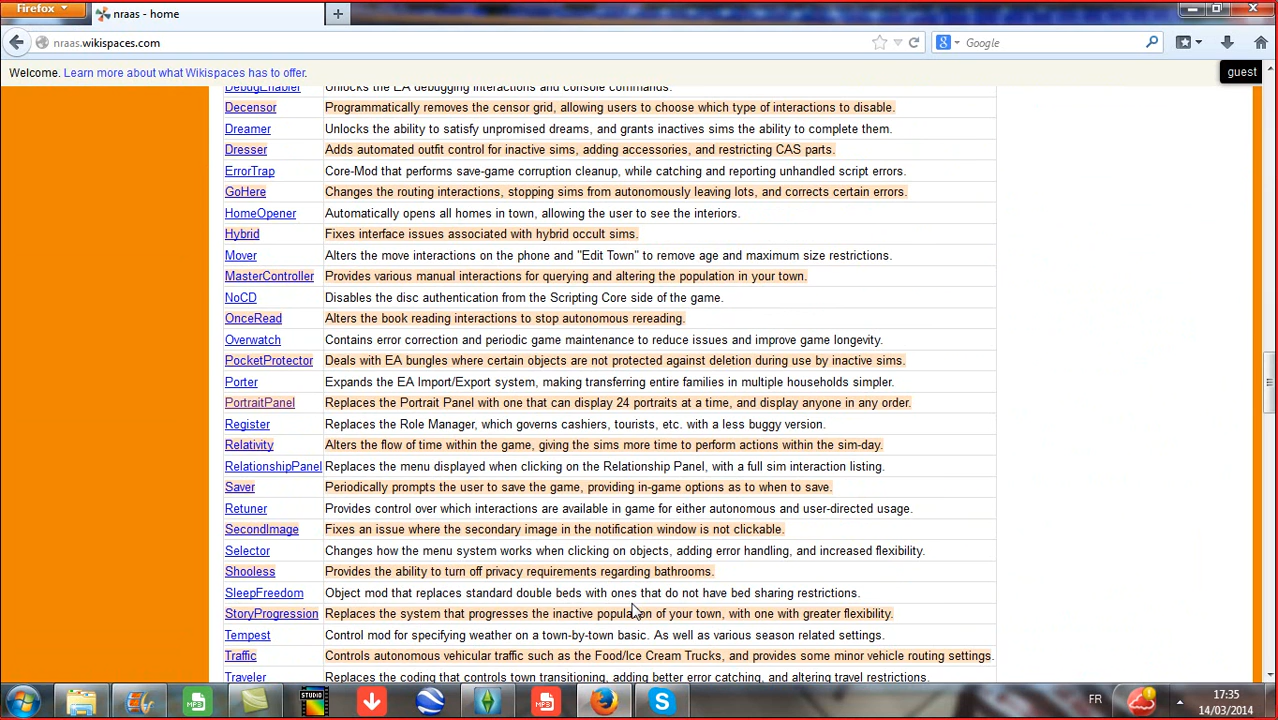 Firefox
nraas - home
nraas.wikispaces.com
Google
Welcome. Learn more about what Wikispaces has to offer.
guest
DebugEnabler Unlocks the EA debugging interactions and console commands.
Decensor Programmatically removes the censor grid, allowing users to choose which type of interactions to disable.
Dreamer Unlocks the ability to satisfy unpromised dreams, and grants inactives sims the ability to complete them.
Dresser Adds automated outfit control for inactive sims, adding accessories, and restricting CAS parts.
ErrorTrap Core-Mod that performs save-game corruption cleanup, while catching and reporting unhandled script errors.
GoHere Changes the routing interactions, stopping sims from autonomously leaving lots, and corrects certain errors.
HomeOpener Automatically opens all homes in town, allowing the user to see the interiors.
Hybrid Fixes interface issues associated with hybrid occult sims.
Mover Alters the move interactions on the phone and "Edit Town" to remove age and maximum size restrictions.
MasterController Provides various manual interactions for querying and altering the population in your town.
NoCD Disables the disc authentication from the Scripting Core side of the game.
OnceRead Alters the book reading interactions to stop autonomous rereading.
Overwatch Contains error correction and periodic game maintenance to reduce issues and improve game longevity.
PocketProtector Deals with EA bungles where certain objects are not protected against deletion during use by inactive sims.
Porter Expands the EA Import/Export system, making transferring entire families in multiple households simpler.
PortraitPanel Replaces the Portrait Panel with one that can display 24 portraits at a time, and display anyone in any order.
Register Replaces the Role Manager, which governs cashiers, tourists, etc. with a less buggy version.
Relativity Alters the flow of time within the game, giving the sims more time to perform actions within the sim-day.
RelationshipPanel Replaces the menu displayed when clicking on the Relationship Panel, with a full sim interaction listing.
Saver Periodically prompts the user to save the game, providing in-game options as to when to save.
Retuner Provides control over which interactions are available in game for either autonomous and user-directed usage.
SecondImage Fixes an issue where the secondary image in the notification window is not clickable.
Selector Changes how the menu system works when clicking on objects, adding error handling, and increased flexibility.
Shooless Provides the ability to turn off privacy requirements regarding bathrooms.
SleepFreedom Object mod that replaces standard double beds with ones that do not have bed sharing restrictions.
StoryProgression Replaces the system that progresses the inactive population of your town, with one with greater flexibility.
Tempest Control mod for specifying weather on a town-by-town basic. As well as various season related settings.
Traffic Controls autonomous vehicular traffic such as the Food/Ice Cream Trucks, and provides some minor vehicle routing settings.
Traveler Replaces the coding that controls town transitioning, adding better error catching, and altering travel restrictions.
MP3
STUDIO
MP3
FR
17:35
14/03/2014